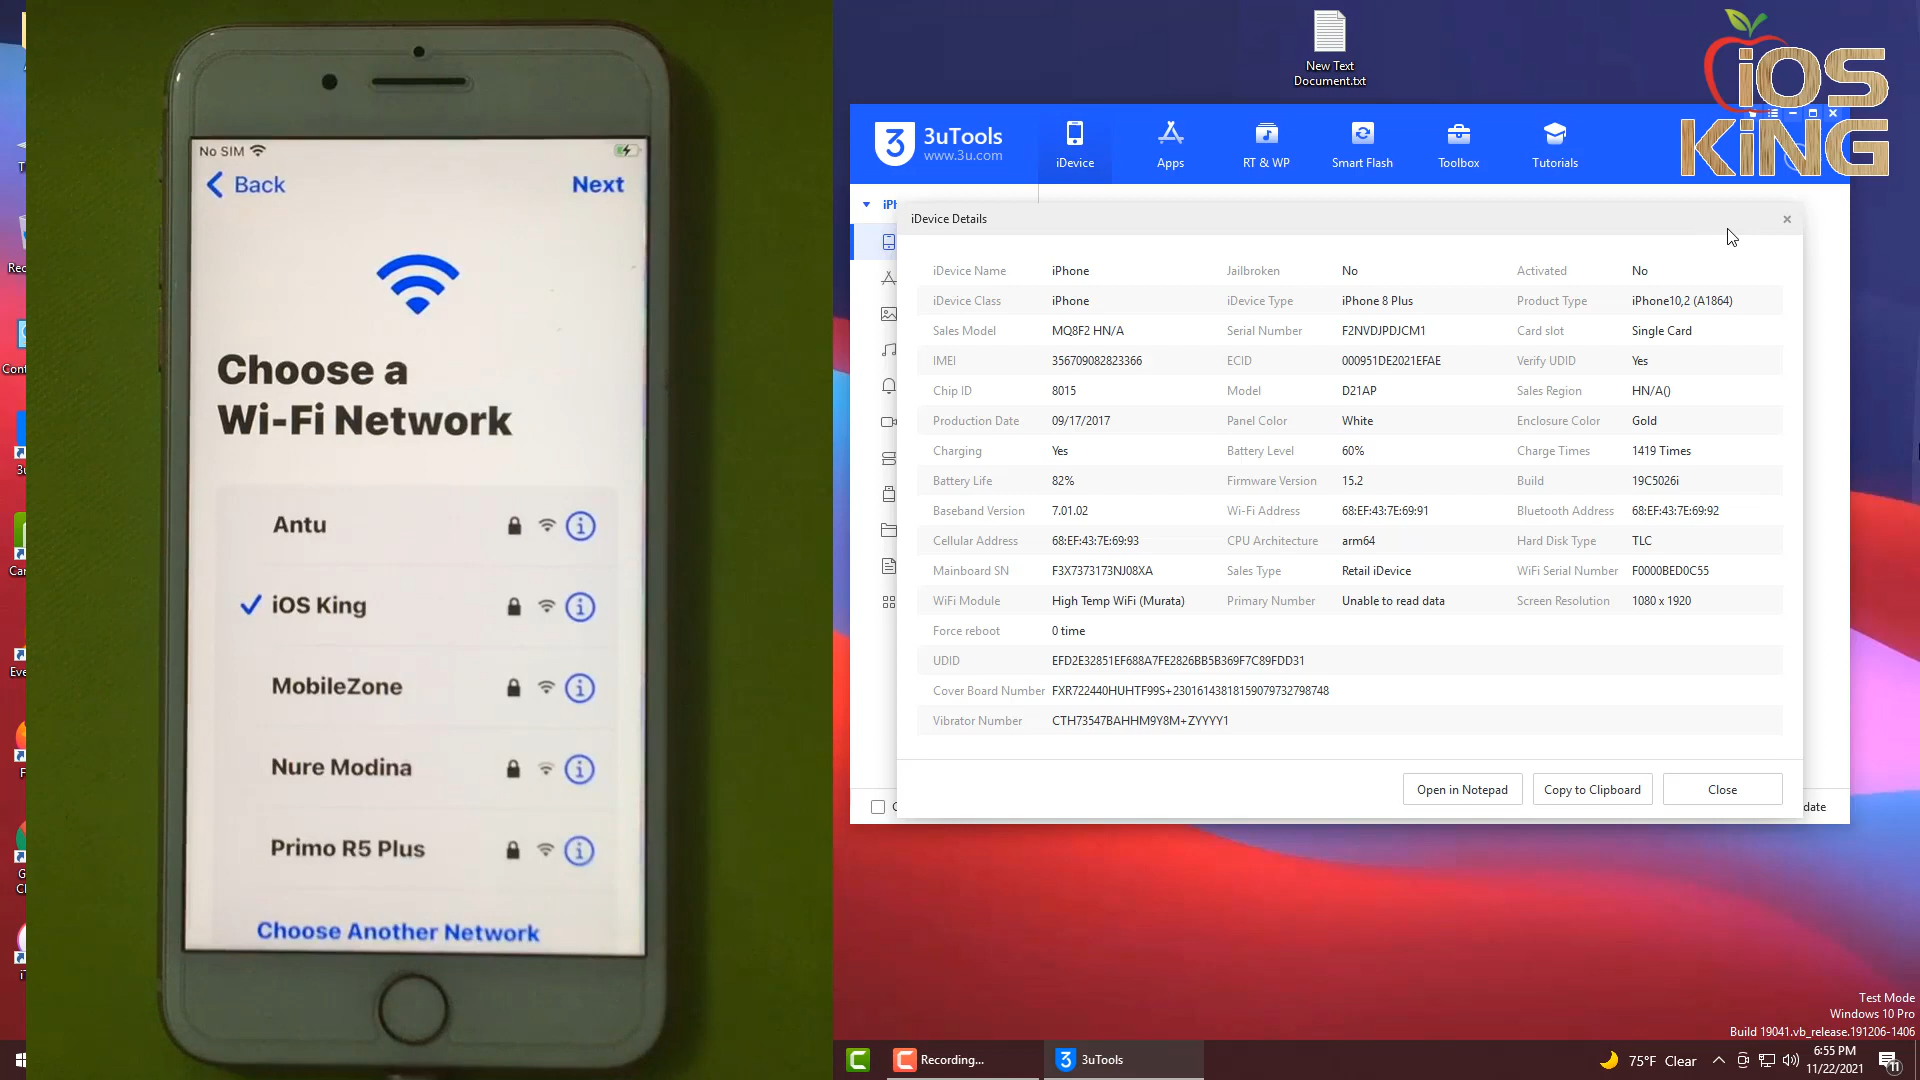 No SIM
Back
Next
Choose a
Wi-Fi Network
Antu
iOS King
MobileZone
Nure Modina
Primo R5 Plus
Choose Another Network
New Text
Document.txt
iOS
KiNG
3 3uTools
www.3u.com
iDevice
Apps
RT & WP
Smart Flash
Toolbox
Tutorials
iDevice Details
iDevice Name iPhone Jailbroken No Activated No
iDevice Class iPhone iDevice Type iPhone 8 Plus Product Type iPhone10,2 (A1864)
Sales Model MQ8F2 HN/A Serial Number F2NVDJPDJCM1 Card slot Single Card
IMEI 356709082823366 ECID 000951DE2021EFAE Verify UDID Yes
Chip ID 8015 Model D21AP Sales Region HN/A()
Production Date 09/17/2017 Panel Color White Enclosure Color Gold
Charging Yes Battery Level 60% Charge Times 1419 Times
Battery Life 82% Firmware Version 15.2 Build 19C5026i
Baseband Version 7.01.02 Wi-Fi Address 68:EF:43:7E:69:91 Bluetooth Address 68:EF:43:7E:69:92
Cellular Address 68:EF:43:7E:69:93 CPU Architecture arm64 Hard Disk Type TLC
Mainboard SN F3X7373173NJ08XA Sales Type Retail iDevice WiFi Serial Number F0000BED0C55
WiFi Module High Temp WiFi (Murata) Primary Number Unable to read data Screen Resolution 1080 x 1920
Force reboot 0 time
UDID EFD2E32851EF688A7FE2826BB5B369F7C89FDD31
Cover Board Number FXR722440HUHTF99S+23016143818159079732798748
Vibrator Number CTH73547BAHHM9Y8M+ZYYYY1
Open in Notepad
Copy to Clipboard
Close
Test Mode
Windows 10 Pro
Build 19041.vb_release.191206-1406
Recording...
3 3uTools
75°F Clear
6:55 PM
11/22/2021
11